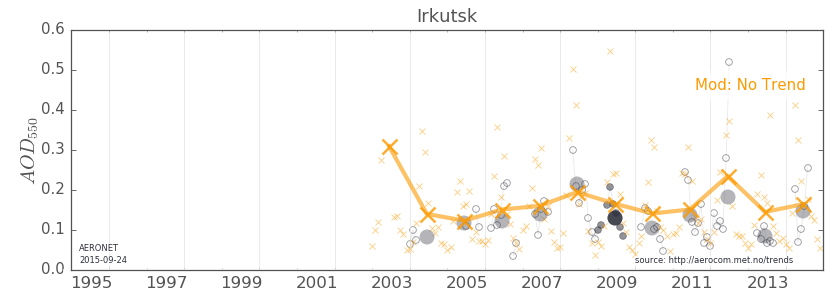 Irkutsk
0.6
0.5
0.4
0.3
0.2
0.1
0.0
AOD550
Mod: No Trend
AERONET
2015-09-24
source: http://aerocom.met.no/trends
1995 1997 1999 2001 2003 2005 2007 2009 2011 2013